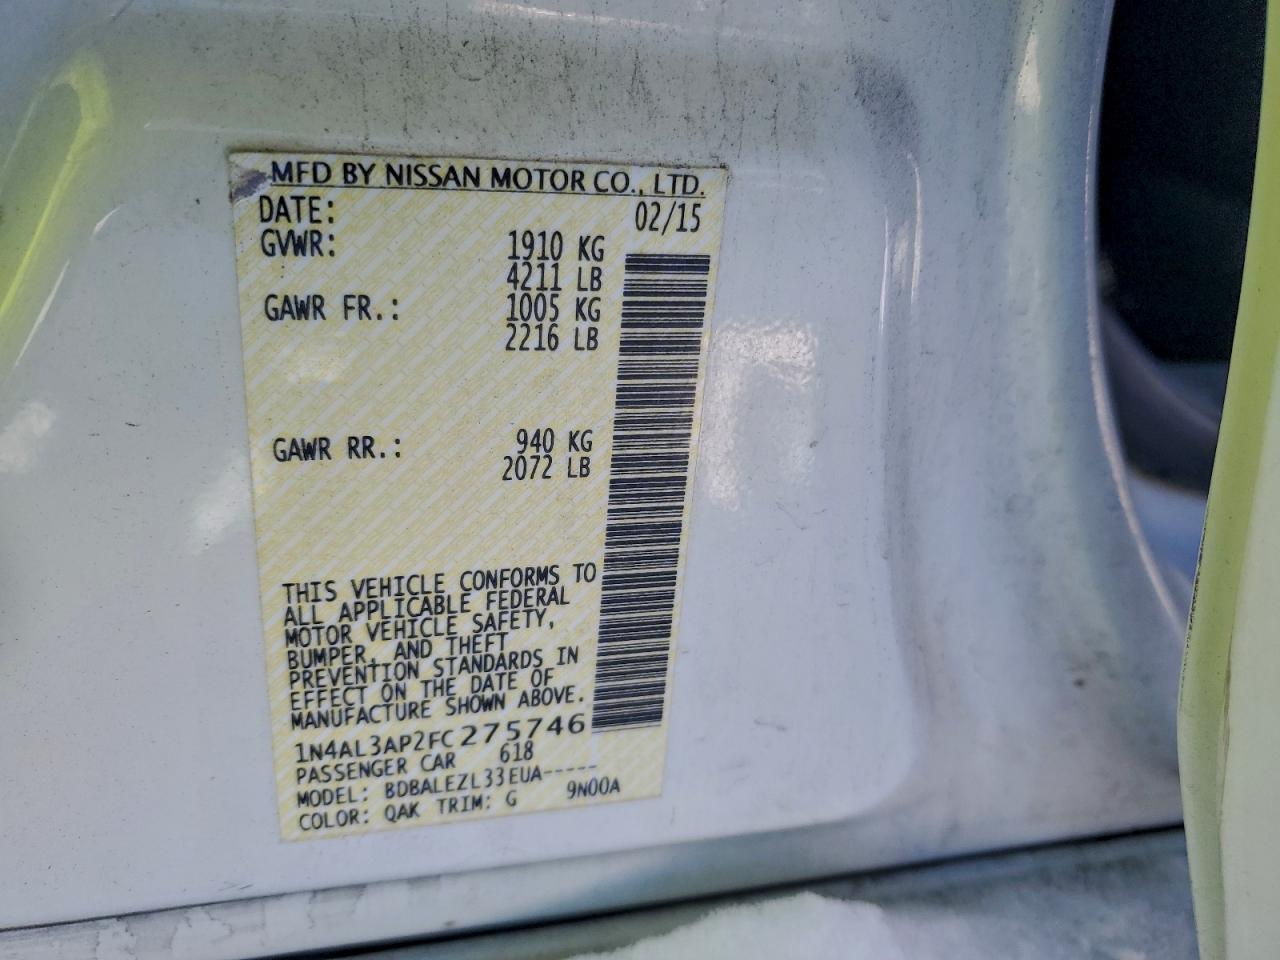 MFD BY NISSAN MOTOR CO., LTD.
DATE: 02/15
GVWR: 1910 KG
4211 LB
GAWR FR.: 1005 KG
2216 LB
GAWR RR.: 940 KG
2072 LB
THIS VEHICLE CONFORMS TO
ALL APPLICABLE FEDERAL
MOTOR VEHICLE SAFETY,
BUMPER, AND THEFT
PREVENTION STANDARDS IN
EFFECT ON THE DATE OF
MANUFACTURE SHOWN ABOVE.
1N4AL3AP2FC275746
PASSENGER CAR 618
MODEL: BDBALEZL33EUA-----
COLOR: QAK TRIM: G 9N00A